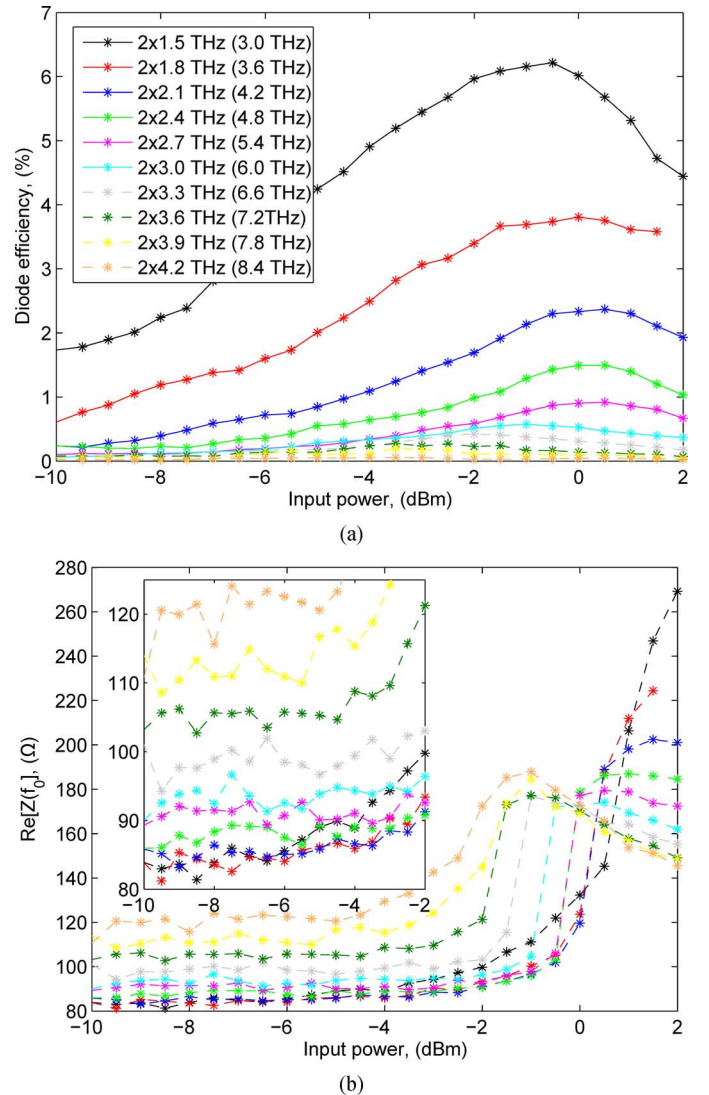 7
6
5
4
3
2
1
0
Diode efficiency, (%)
2x1.5 THz (3.0 THz)
2x1.8 THz (3.6 THz)
2x2.1 THz (4.2 THz)
2x2.4 THz (4.8 THz)
2x2.7 THz (5.4 THz)
2x3.0 THz (6.0 THz)
2x3.3 THz (6.6 THz)
2x3.6 THz (7.2THz)
2x3.9 THz (7.8 THz)
2x4.2 THz (8.4 THz)
−10 −8 −6 −4 −2 0 2
Input power, (dBm)
(a)
280
260
240
220
200
180
160
140
120
100
80
Re[Z(f0], (Ω)
120
110
100
90
80
−10 −8 −6 −4 −2
−10 −8 −6 −4 −2 0 2
Input power, (dBm)
(b)